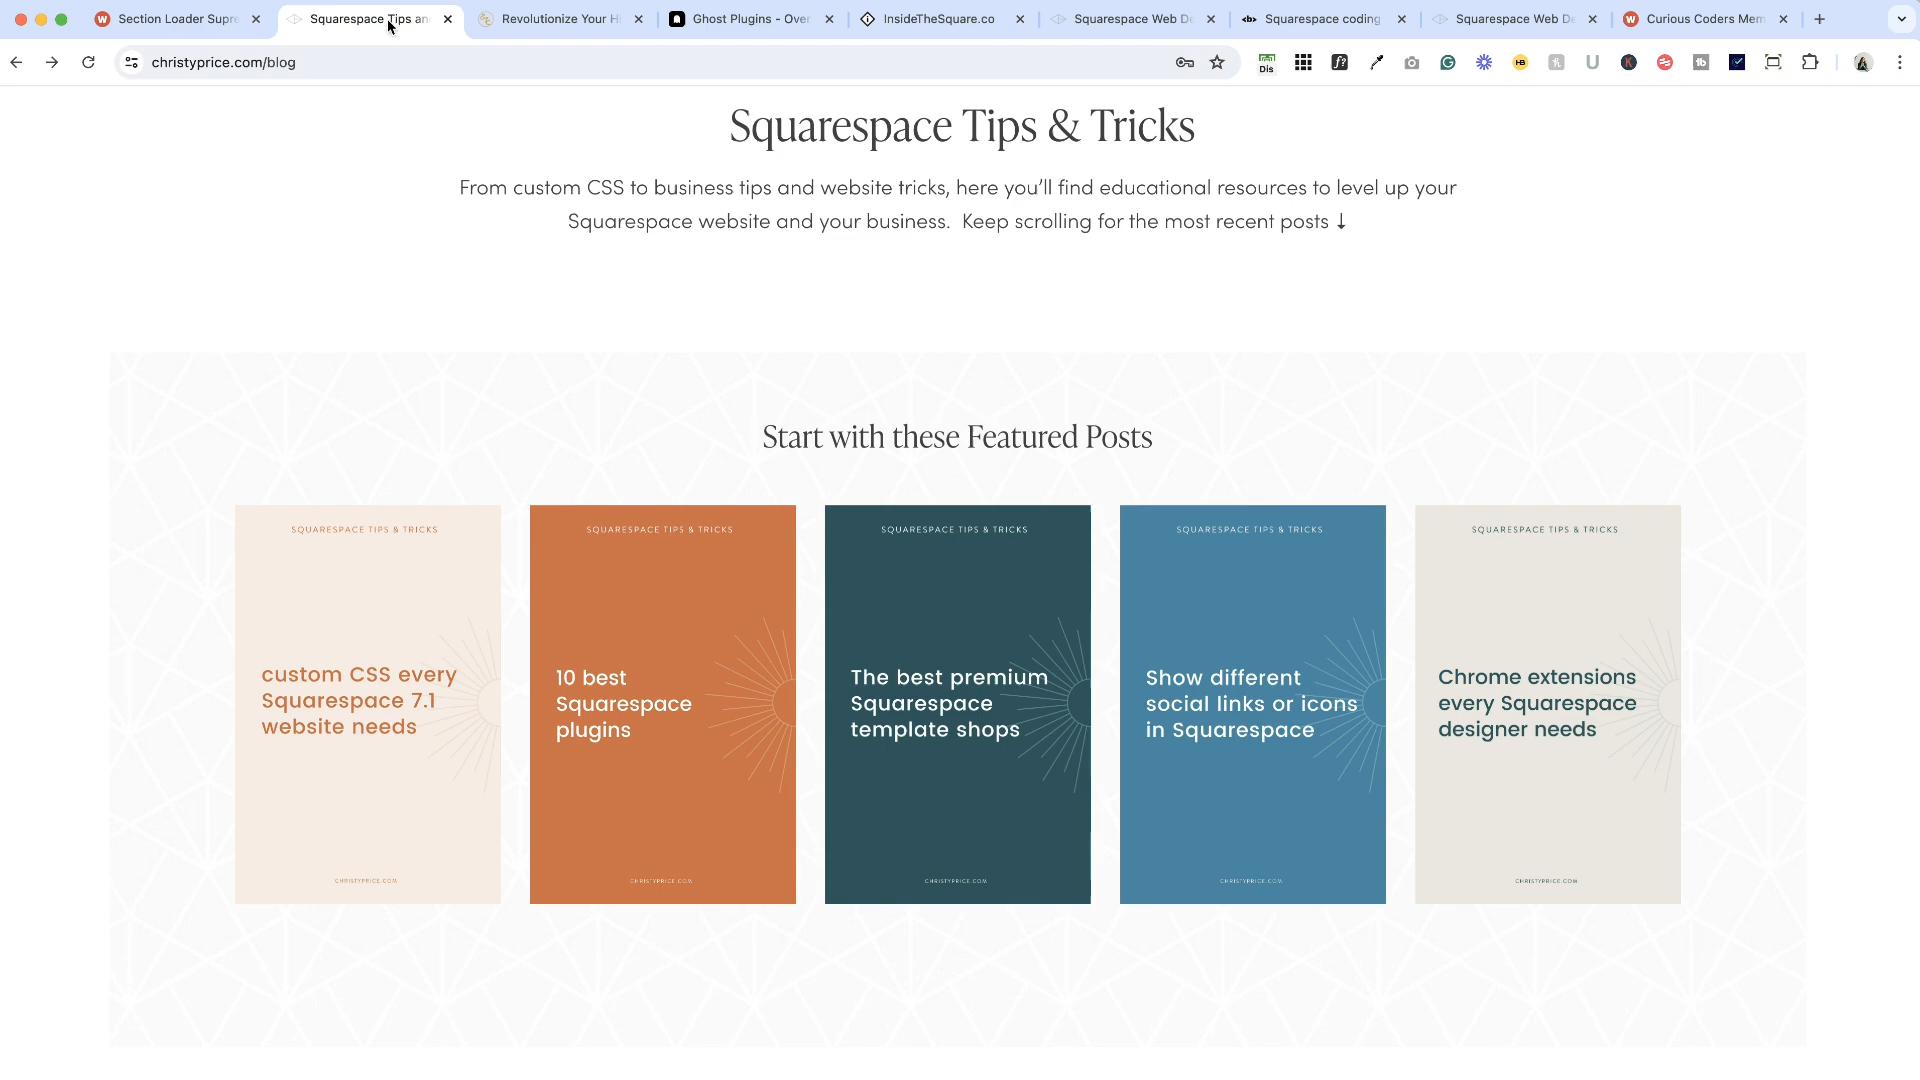 Section Loader Supre
Squarespace Tips an
Revolutionize Your Hi
Ghost Plugins - Over
InsideTheSquare.co
Squarespace Web De
Squarespace coding
Squarespace Web De
Curious Coders Mem
christyprice.com/blog
Dis
f?
HB
U
K
tb
Squarespace Tips & Tricks
From custom CSS to business tips and website tricks, here you’ll find educational resources to level up your
Squarespace website and your business. Keep scrolling for the most recent posts ↓
Start with these Featured Posts
SQUARESPACE TIPS & TRICKS
custom CSS every
Squarespace 7.1
website needs
CHRISTYPRICE.COM
SQUARESPACE TIPS & TRICKS
10 best
Squarespace
plugins
CHRISTYPRICE.COM
SQUARESPACE TIPS & TRICKS
The best premium
Squarespace
template shops
CHRISTYPRICE.COM
SQUARESPACE TIPS & TRICKS
Show different
social links or icons
in Squarespace
CHRISTYPRICE.COM
SQUARESPACE TIPS & TRICKS
Chrome extensions
every Squarespace
designer needs
CHRISTYPRICE.COM